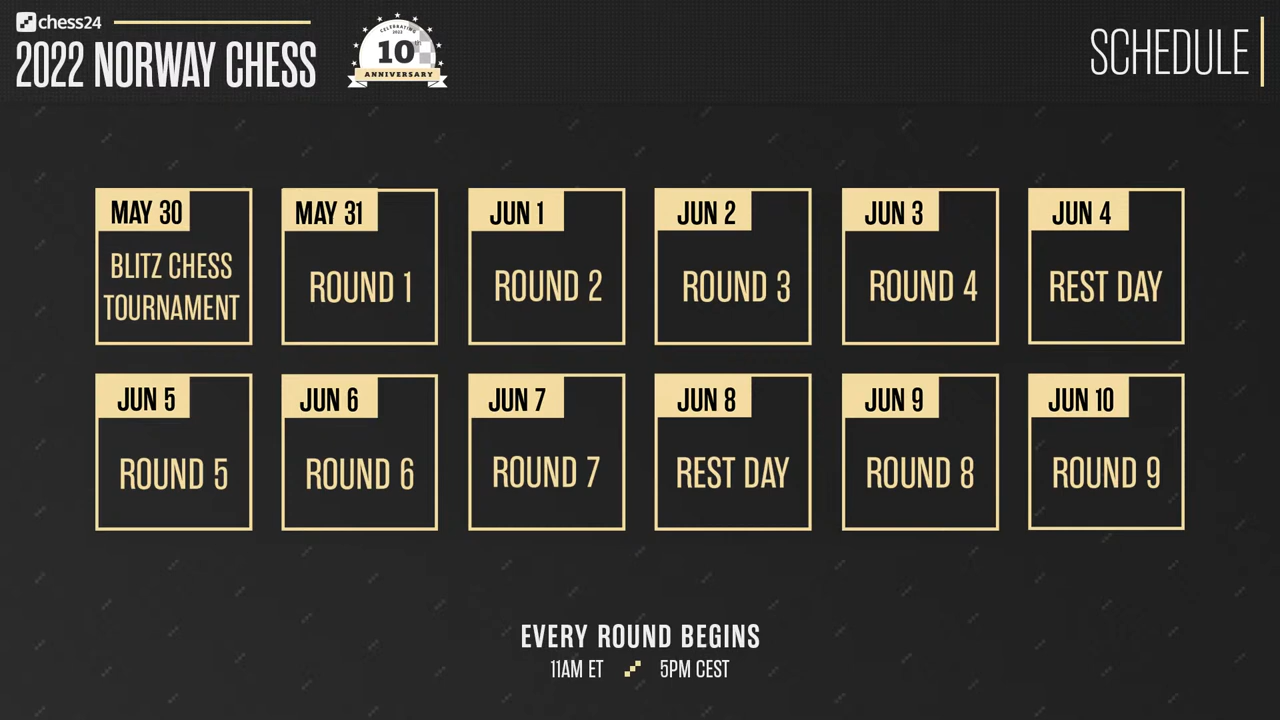 chess24
2022 NORWAY CHESS
CELEBRATING
2022
10th
ANNIVERSARY
SCHEDULE
MAY 30
BLITZ CHESS
TOURNAMENT
MAY 31
ROUND 1
JUN 1
ROUND 2
JUN 2
ROUND 3
JUN 3
ROUND 4
JUN 4
REST DAY
JUN 5
ROUND 5
JUN 6
ROUND 6
JUN 7
ROUND 7
JUN 8
REST DAY
JUN 9
ROUND 8
JUN 10
ROUND 9
EVERY ROUND BEGINS
11AM ET 5PM CEST